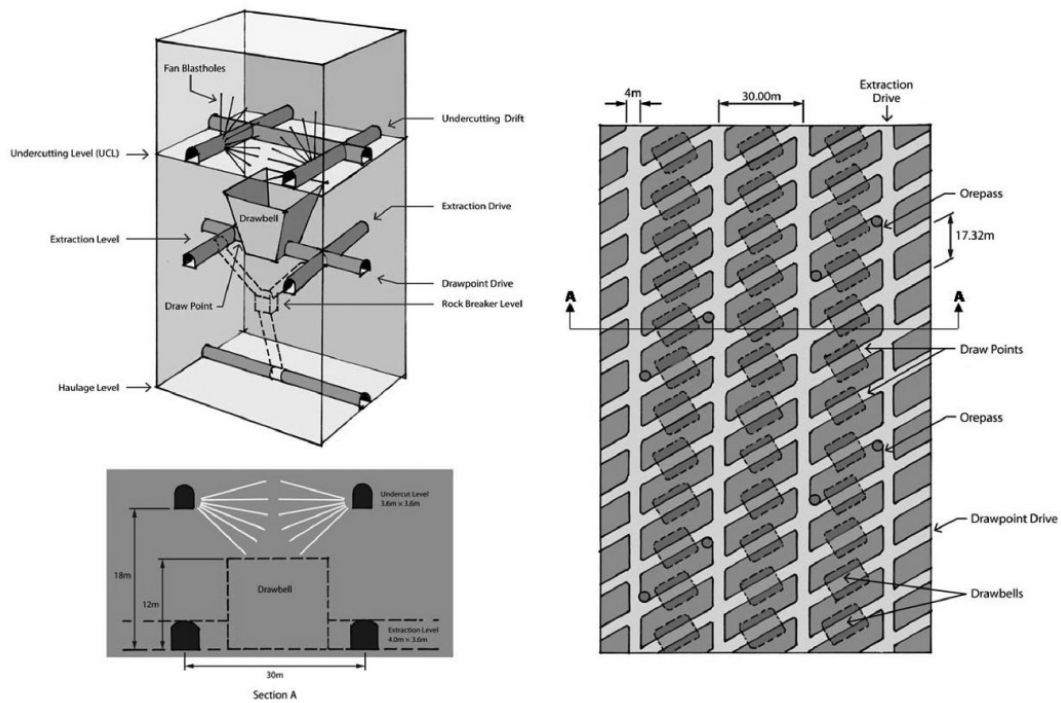 Fan Blastholes
Undercutting Drift
Undercutting Level (UCL)
Drawbell
Extraction Drive
Extraction Level
Drawpoint Drive
Draw Point
Rock Breaker Level
Haulage Level
Undercut Level
3.6m × 3.6m
18m
12m
Drawbell
Extraction Level
4.0m × 3.6m
30m
Section A
4m
30.00m
Extraction
Drive
Orepass
17.32m
A
A
Draw Points
Orepass
Drawpoint Drive
Drawbells